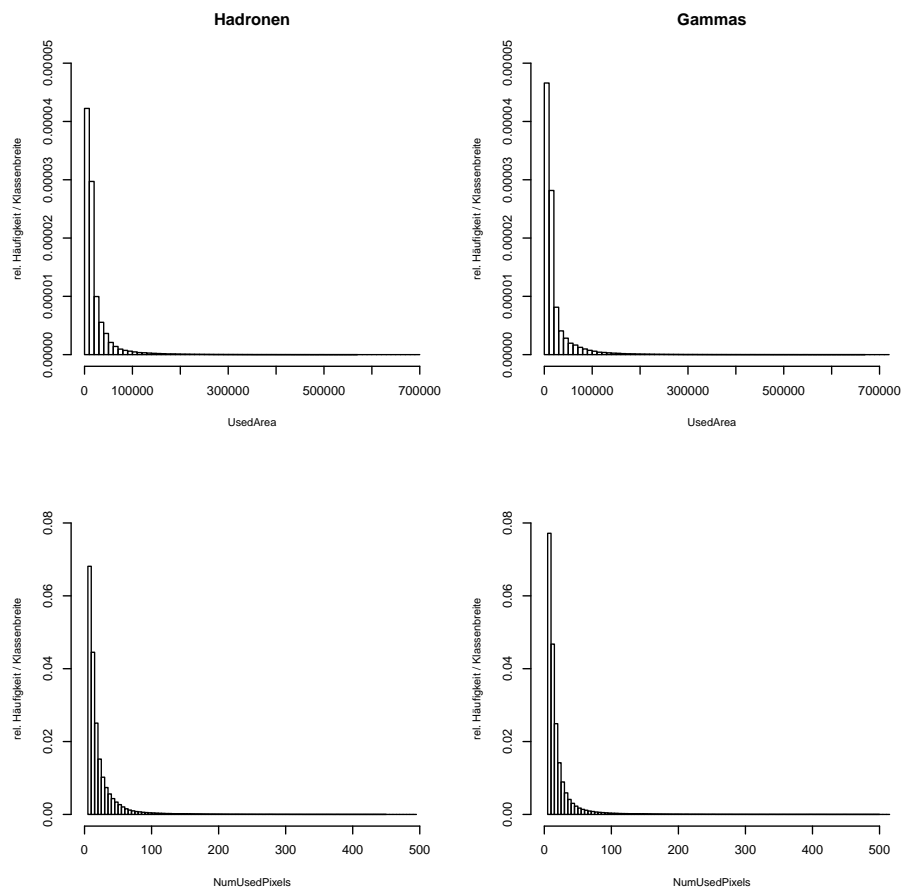 Hadronen
rel. Häufigkeit / Klassenbreite
0.00000 0.00001 0.00002 0.00003 0.00004 0.00005
0 100000 300000 500000 700000
UsedArea
Gammas
rel. Häufigkeit / Klassenbreite
0.00000 0.00001 0.00002 0.00003 0.00004 0.00005
0 100000 300000 500000 700000
UsedArea
rel. Häufigkeit / Klassenbreite
0.00 0.02 0.04 0.06 0.08
0 100 200 300 400 500
NumUsedPixels
rel. Häufigkeit / Klassenbreite
0.00 0.02 0.04 0.06 0.08
0 100 200 300 400 500
NumUsedPixels